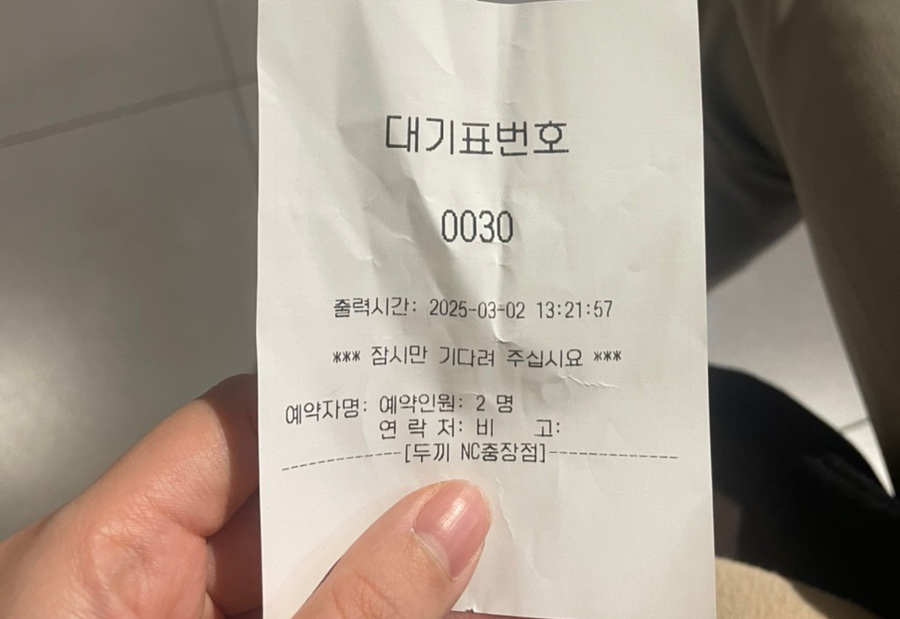 대기표번호
0030
출력시간: 2025-03-02 13:21:57
*** 잠시만 기다려 주십시요 ***
예약자명: 예약인원: 2 명
연 락 처: 비 고:
------------[두끼 NC충장점]-------------